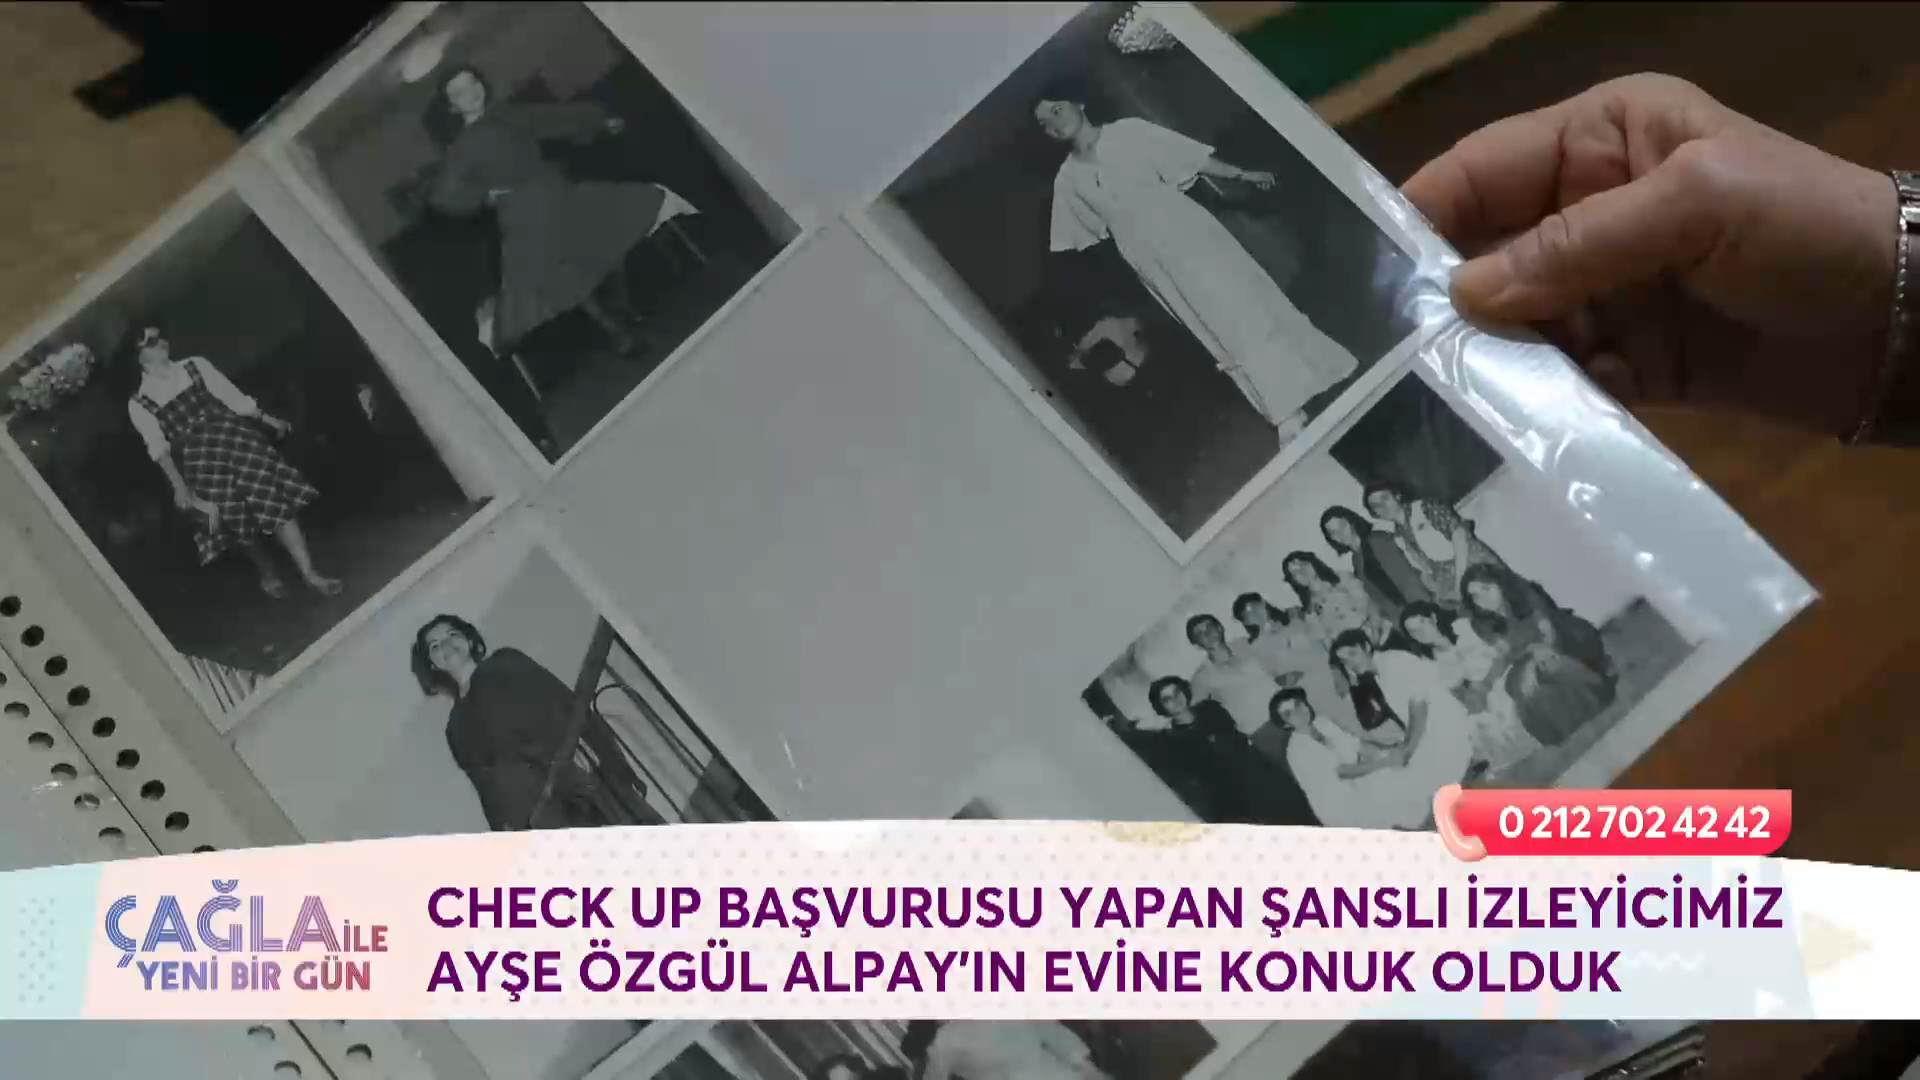 0 212 702 42 42
ÇAĞLA İLE
YENİ BİR GÜN
CHECK UP BAŞVURUSU YAPAN ŞANSLI İZLEYİCİMİZ
AYŞE ÖZGÜL ALPAY'IN EVİNE KONUK OLDUK